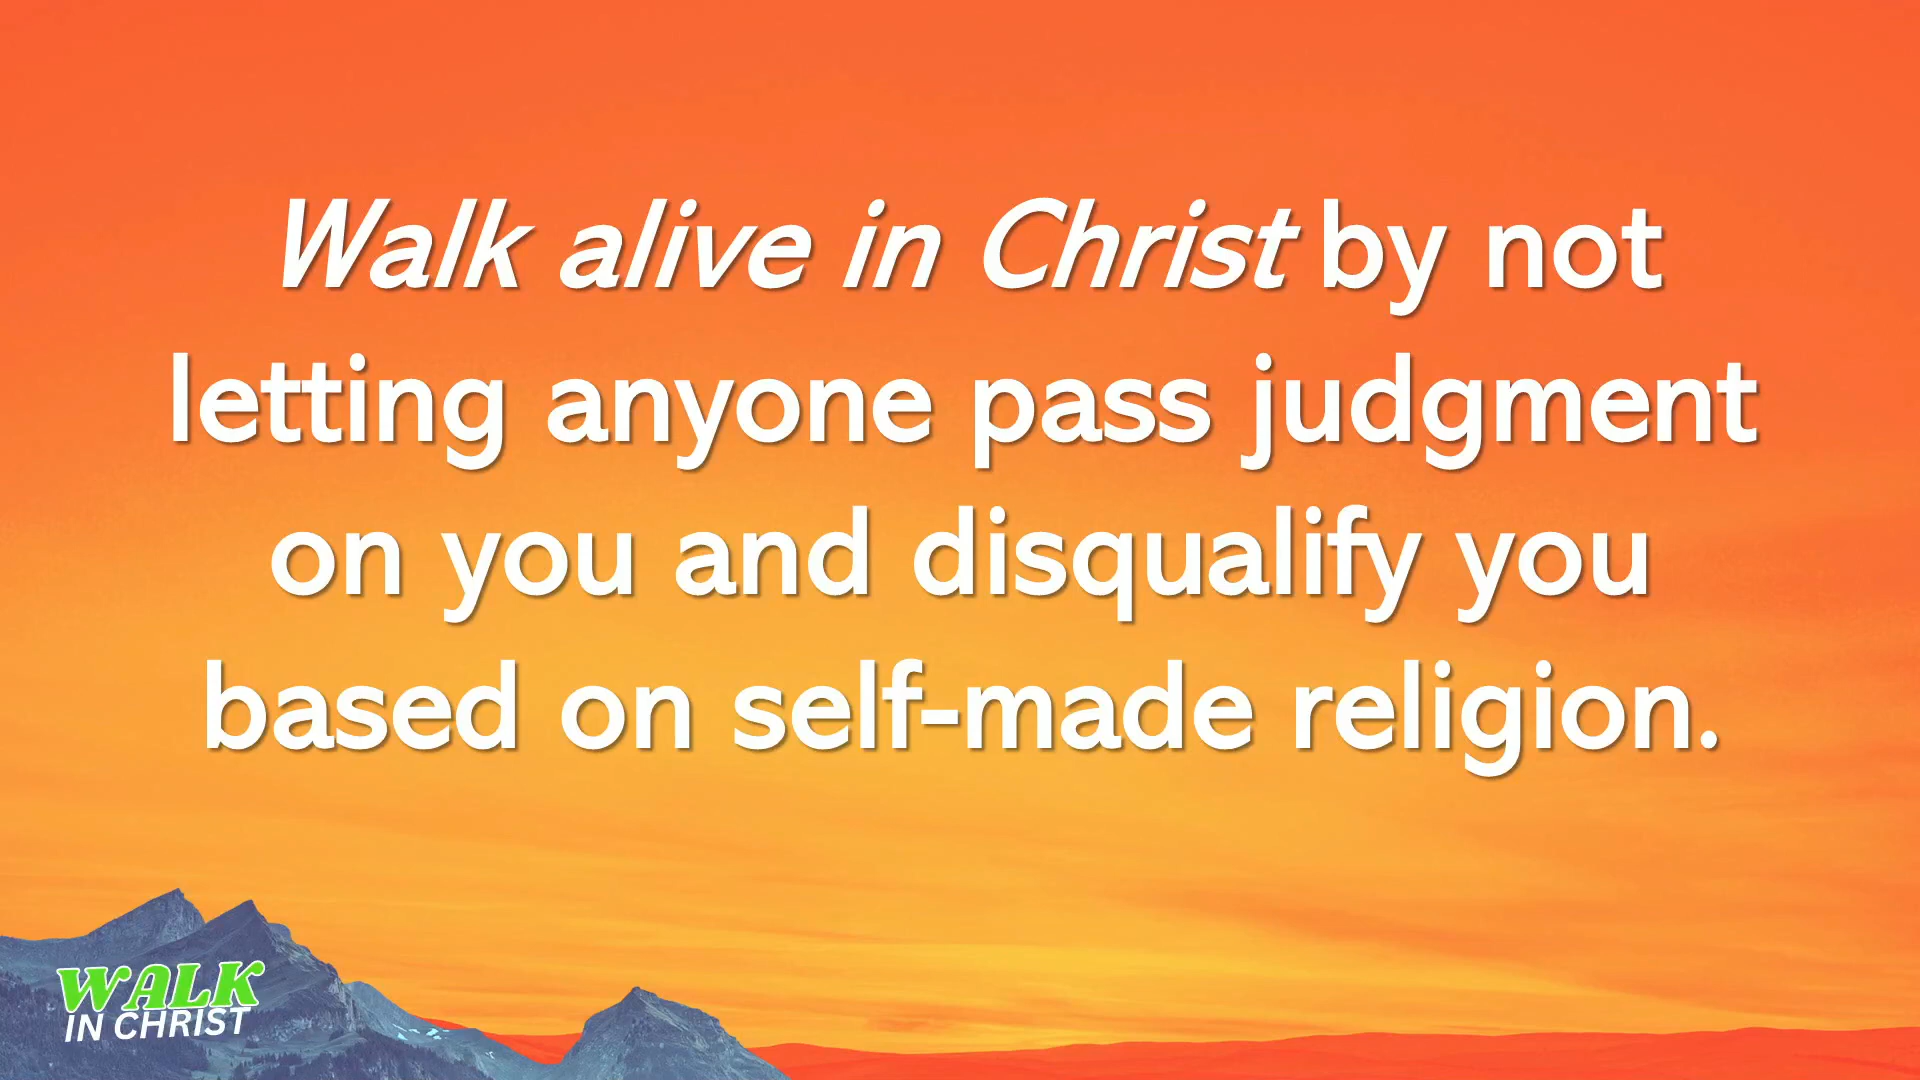 Walk alive in Christ by not
letting anyone pass judgment
on you and disqualify you
based on self-made religion.
WALK
IN CHRIST